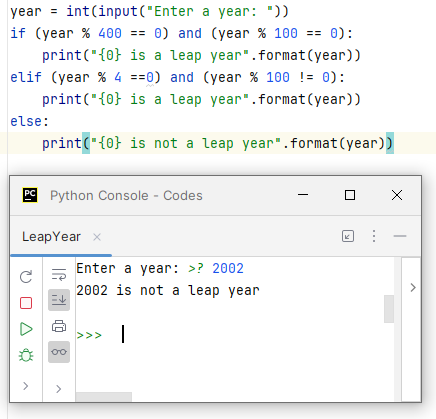 year = int(input("Enter a year: "))
if (year % 400 == 0) and (year % 100 == 0):
    print("{0} is a leap year".format(year))
elif (year % 4 ==0) and (year % 100 != 0):
    print("{0} is a leap year".format(year))
else:
    print("{0} is not a leap year".format(year))
PC Python Console - Codes
LeapYear
Enter a year: >? 2002
2002 is not a leap year
>>>